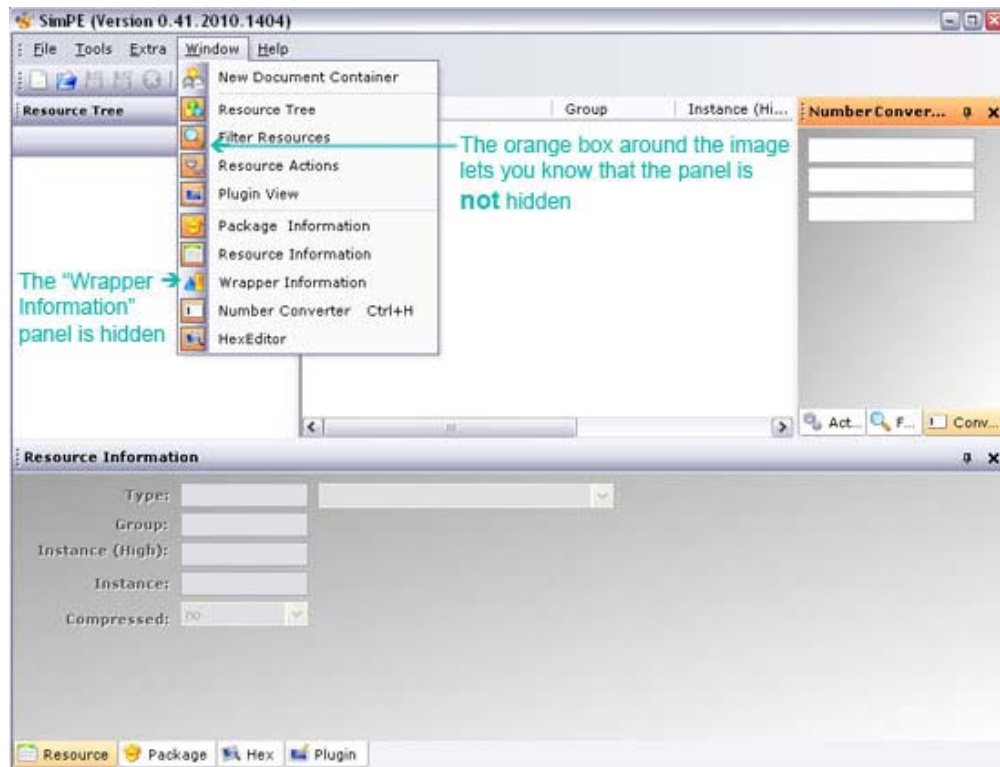 SimPE (Version 0.41.2010.1404)
File Tools Extra Window Help
New Document Container
Resource Tree
Filter Resources
Resource Actions
Plugin View
Package Information
Resource Information
Wrapper Information
Number Converter Ctrl+H
HexEditor
Resource Tree
Group
Instance (Hi...
Number Conver...
The orange box around the image
lets you know that the panel is
not hidden
The "Wrapper
Information"
panel is hidden
Act...
F...
Conv...
Resource Information
Type:
Group:
Instance (High):
Instance:
Compressed:
no
Resource
Package
Hex
Plugin